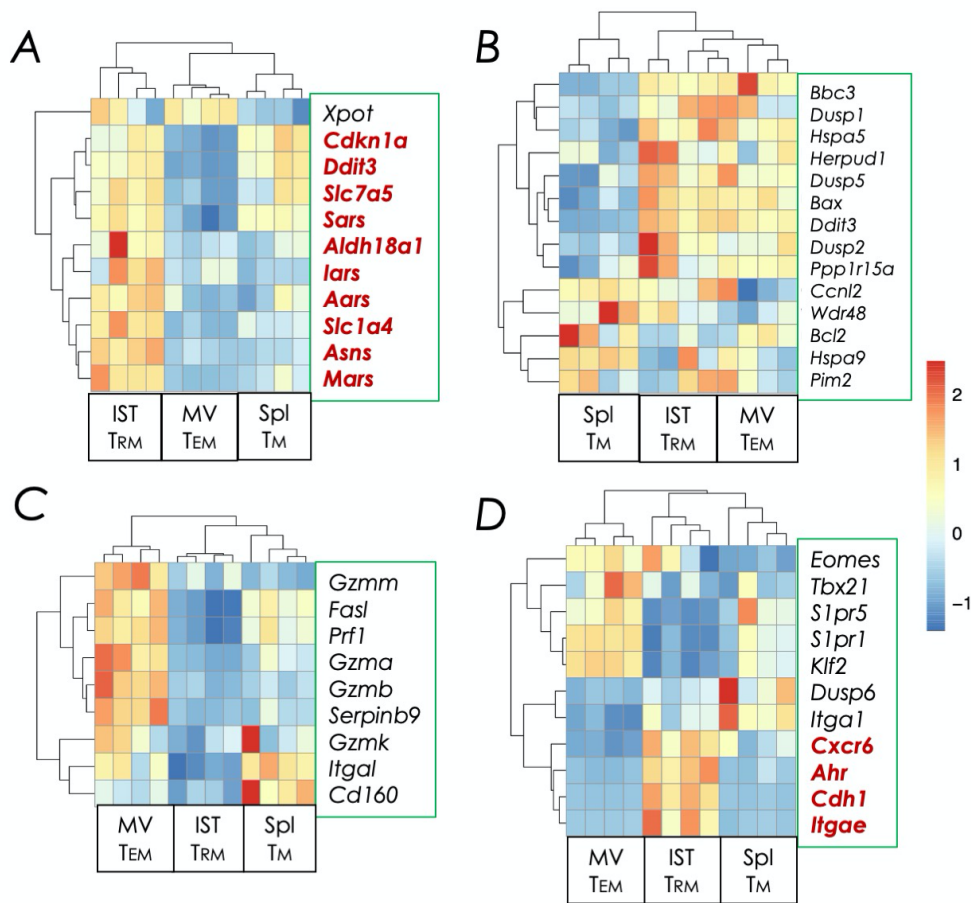 A
Xpot
Cdkn1a
Ddit3
Slc7a5
Sars
Aldh18a1
Iars
Aars
Slc1a4
Asns
Mars
IST
TRM
MV
TEM
Spl
TM
B
Bbc3
Dusp1
Hspa5
Herpud1
Dusp5
Bax
Ddit3
Dusp2
Ppp1r15a
Ccnl2
Wdr48
Bcl2
Hspa9
Pim2
Spl
TM
IST
TRM
MV
TEM
2
1
0
−1
C
Gzmm
Fasl
Prf1
Gzma
Gzmb
Serpinb9
Gzmk
Itgal
Cd160
MV
TEM
IST
TRM
Spl
TM
D
Eomes
Tbx21
S1pr5
S1pr1
Klf2
Dusp6
Itga1
Cxcr6
Ahr
Cdh1
Itgae
MV
TEM
IST
TRM
Spl
TM